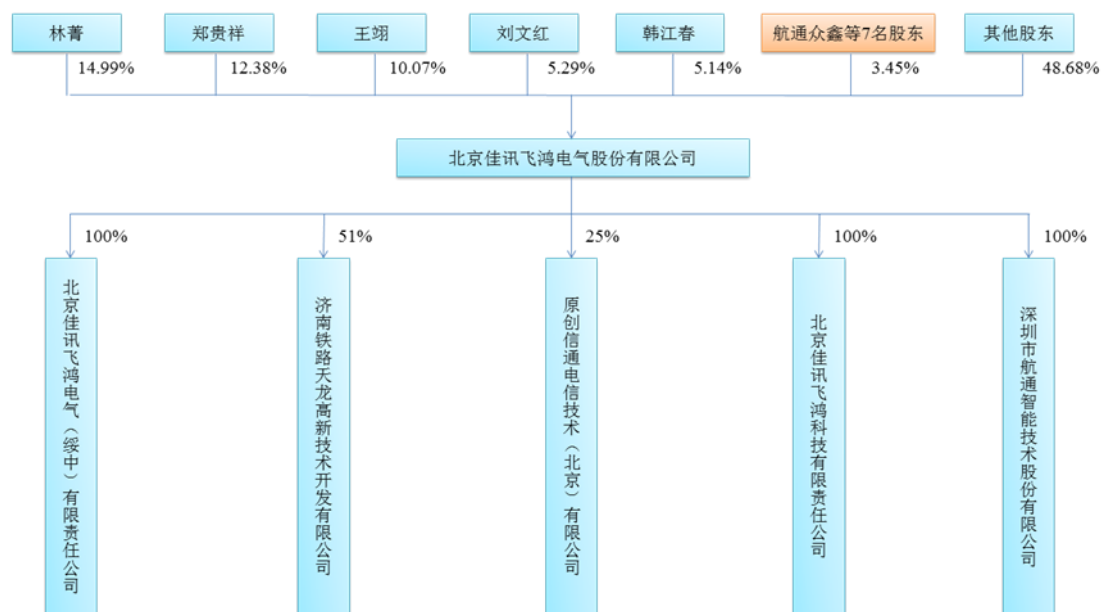 林菁
郑贵祥
王翊
刘文红
韩江春
航通众鑫等7名股东
其他股东
14.99%
12.38%
10.07%
5.29%
5.14%
3.45%
48.68%
北京佳讯飞鸿电气股份有限公司
100%
51%
25%
100%
100%
北京佳讯飞鸿电气（绥中）有限责任公司
济南铁路天龙高新技术开发有限公司
原创信通电信技术（北京）有限公司
北京佳讯飞鸿科技有限责任公司
深圳市航通智能技术股份有限公司